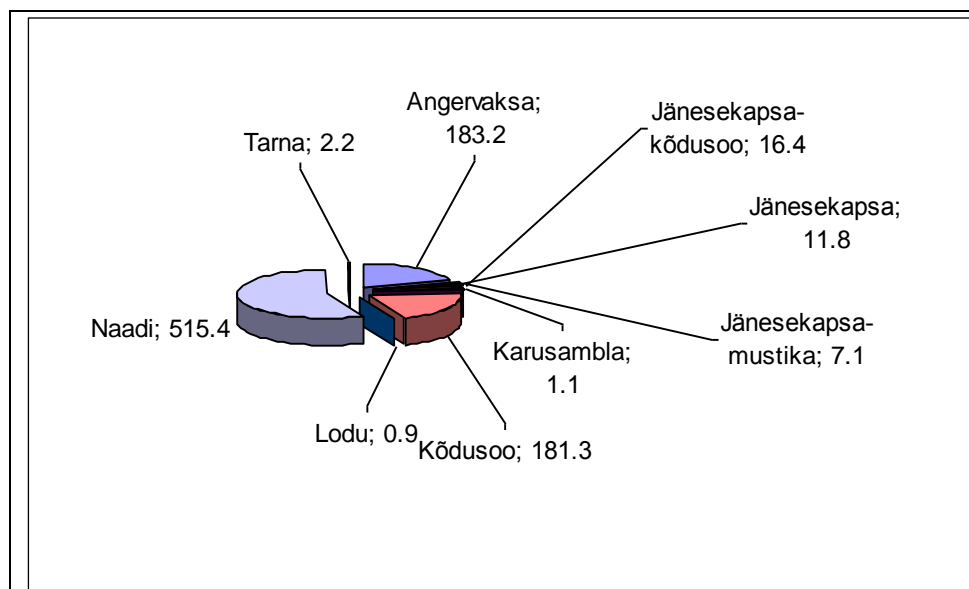 Angervaksa;
183.2
Jänesekapsa-
kõdusoo; 16.4
Tarna; 2.2
Jänesekapsa;
11.8
Naadi; 515.4
Karusambla;
1.1
Jänesekapsa-
mustika; 7.1
Lodu; 0.9
Kõdusoo; 181.3